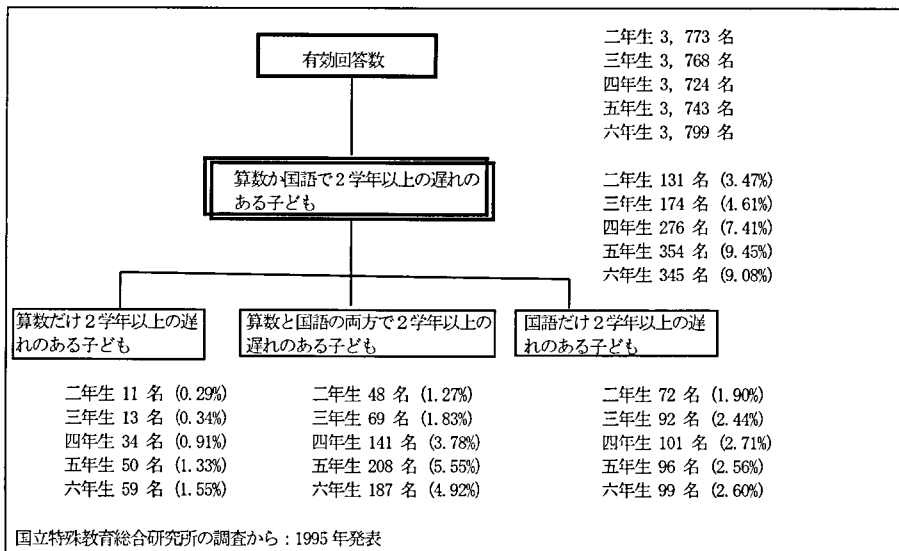 有効回答数
二年生 3, 773 名
三年生 3, 768 名
四年生 3, 724 名
五年生 3, 743 名
六年生 3, 799 名
算数か国語で２学年以上の遅れの
ある子ども
二年生 131 名 (3.47%)
三年生 174 名 (4.61%)
四年生 276 名 (7.41%)
五年生 354 名 (9.45%)
六年生 345 名 (9.08%)
算数だけ２学年以上の遅
れのある子ども
二年生 11 名 (0.29%)
三年生 13 名 (0.34%)
四年生 34 名 (0.91%)
五年生 50 名 (1.33%)
六年生 59 名 (1.55%)
算数と国語の両方で２学年以上の
遅れのある子ども
二年生 48 名 (1.27%)
三年生 69 名 (1.83%)
四年生 141 名 (3.78%)
五年生 208 名 (5.55%)
六年生 187 名 (4.92%)
国語だけ２学年以上の遅
れのある子ども
二年生 72 名 (1.90%)
三年生 92 名 (2.44%)
四年生 101 名 (2.71%)
五年生 96 名 (2.56%)
六年生 99 名 (2.60%)
国立特殊教育総合研究所の調査から：1995 年発表